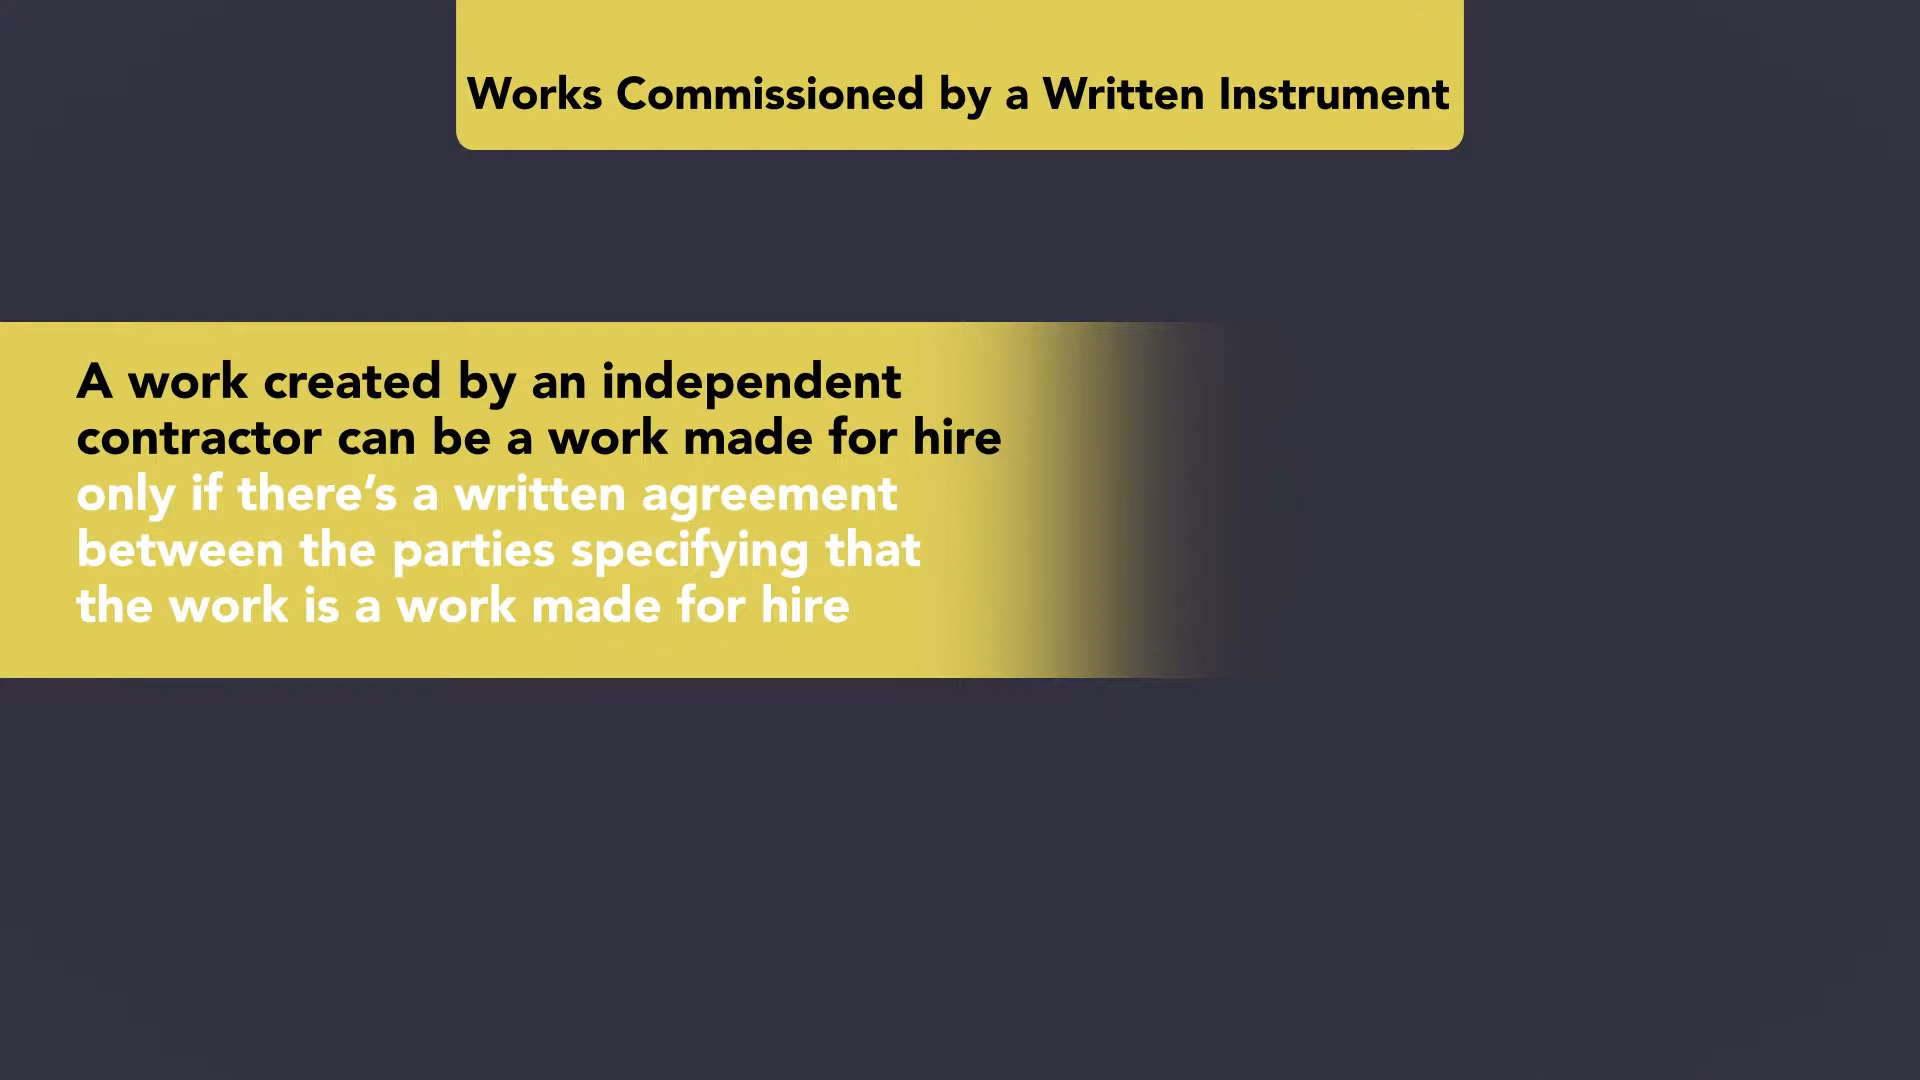 Works Commissioned by a Written Instrument
A work created by an independent
contractor can be a work made for hire
only if there’s a written agreement
between the parties specifying that
the work is a work made for hire